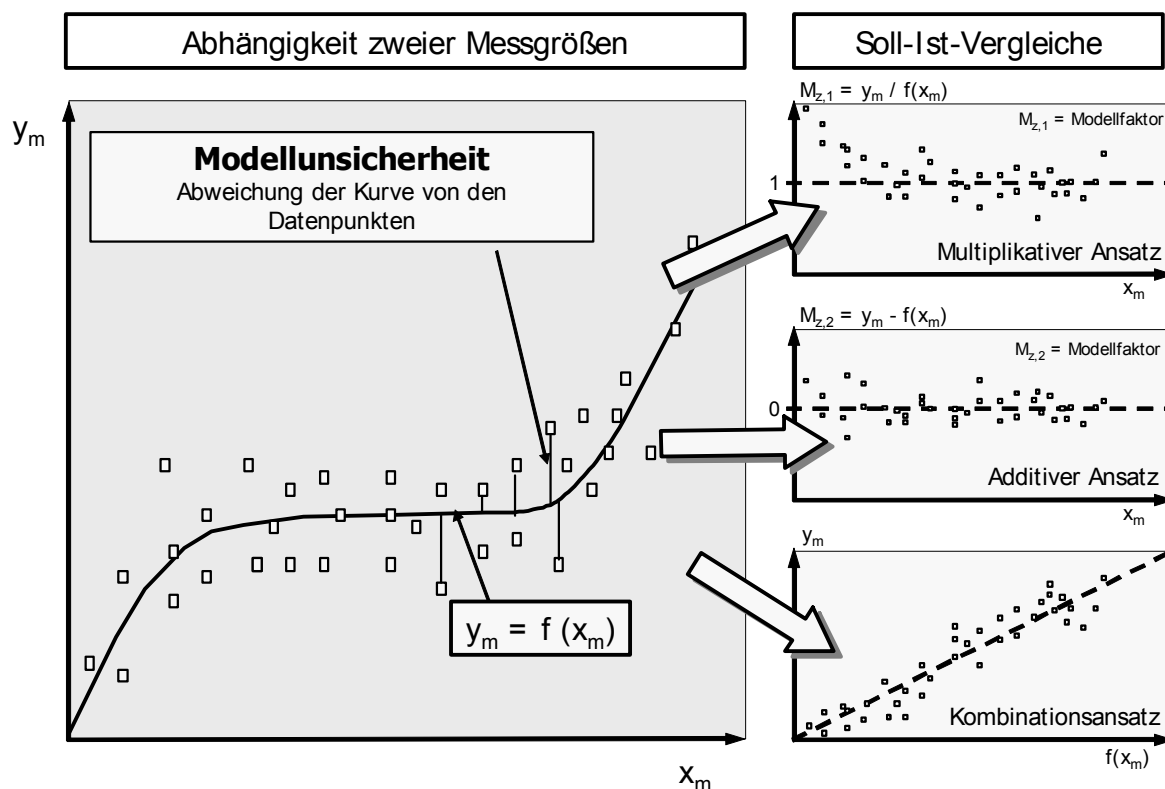 Abhängigkeit zweier Messgrößen
y_m
Modellunsicherheit
Abweichung der Kurve von den
Datenpunkten
y_m = f (x_m)
x_m
Soll-Ist-Vergleiche
M_z,1 = y_m / f(x_m)
M_z,1 = Modellfaktor
1
Multiplikativer Ansatz
x_m
M_z,2 = y_m - f(x_m)
M_z,2 = Modellfaktor
0
Additiver Ansatz
x_m
y_m
Kombinationsansatz
f(x_m)